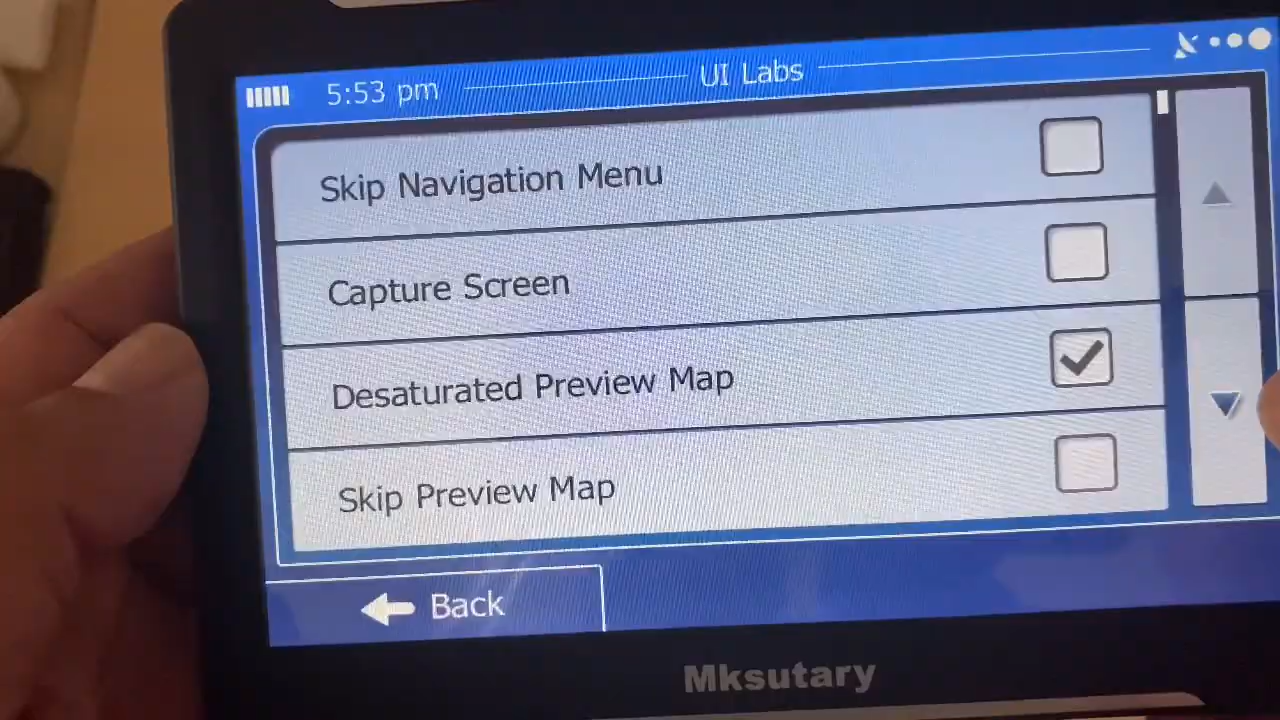 5:53 pm
UI Labs
Skip Navigation Menu
Capture Screen
Desaturated Preview Map
Skip Preview Map
Back
Mksutary